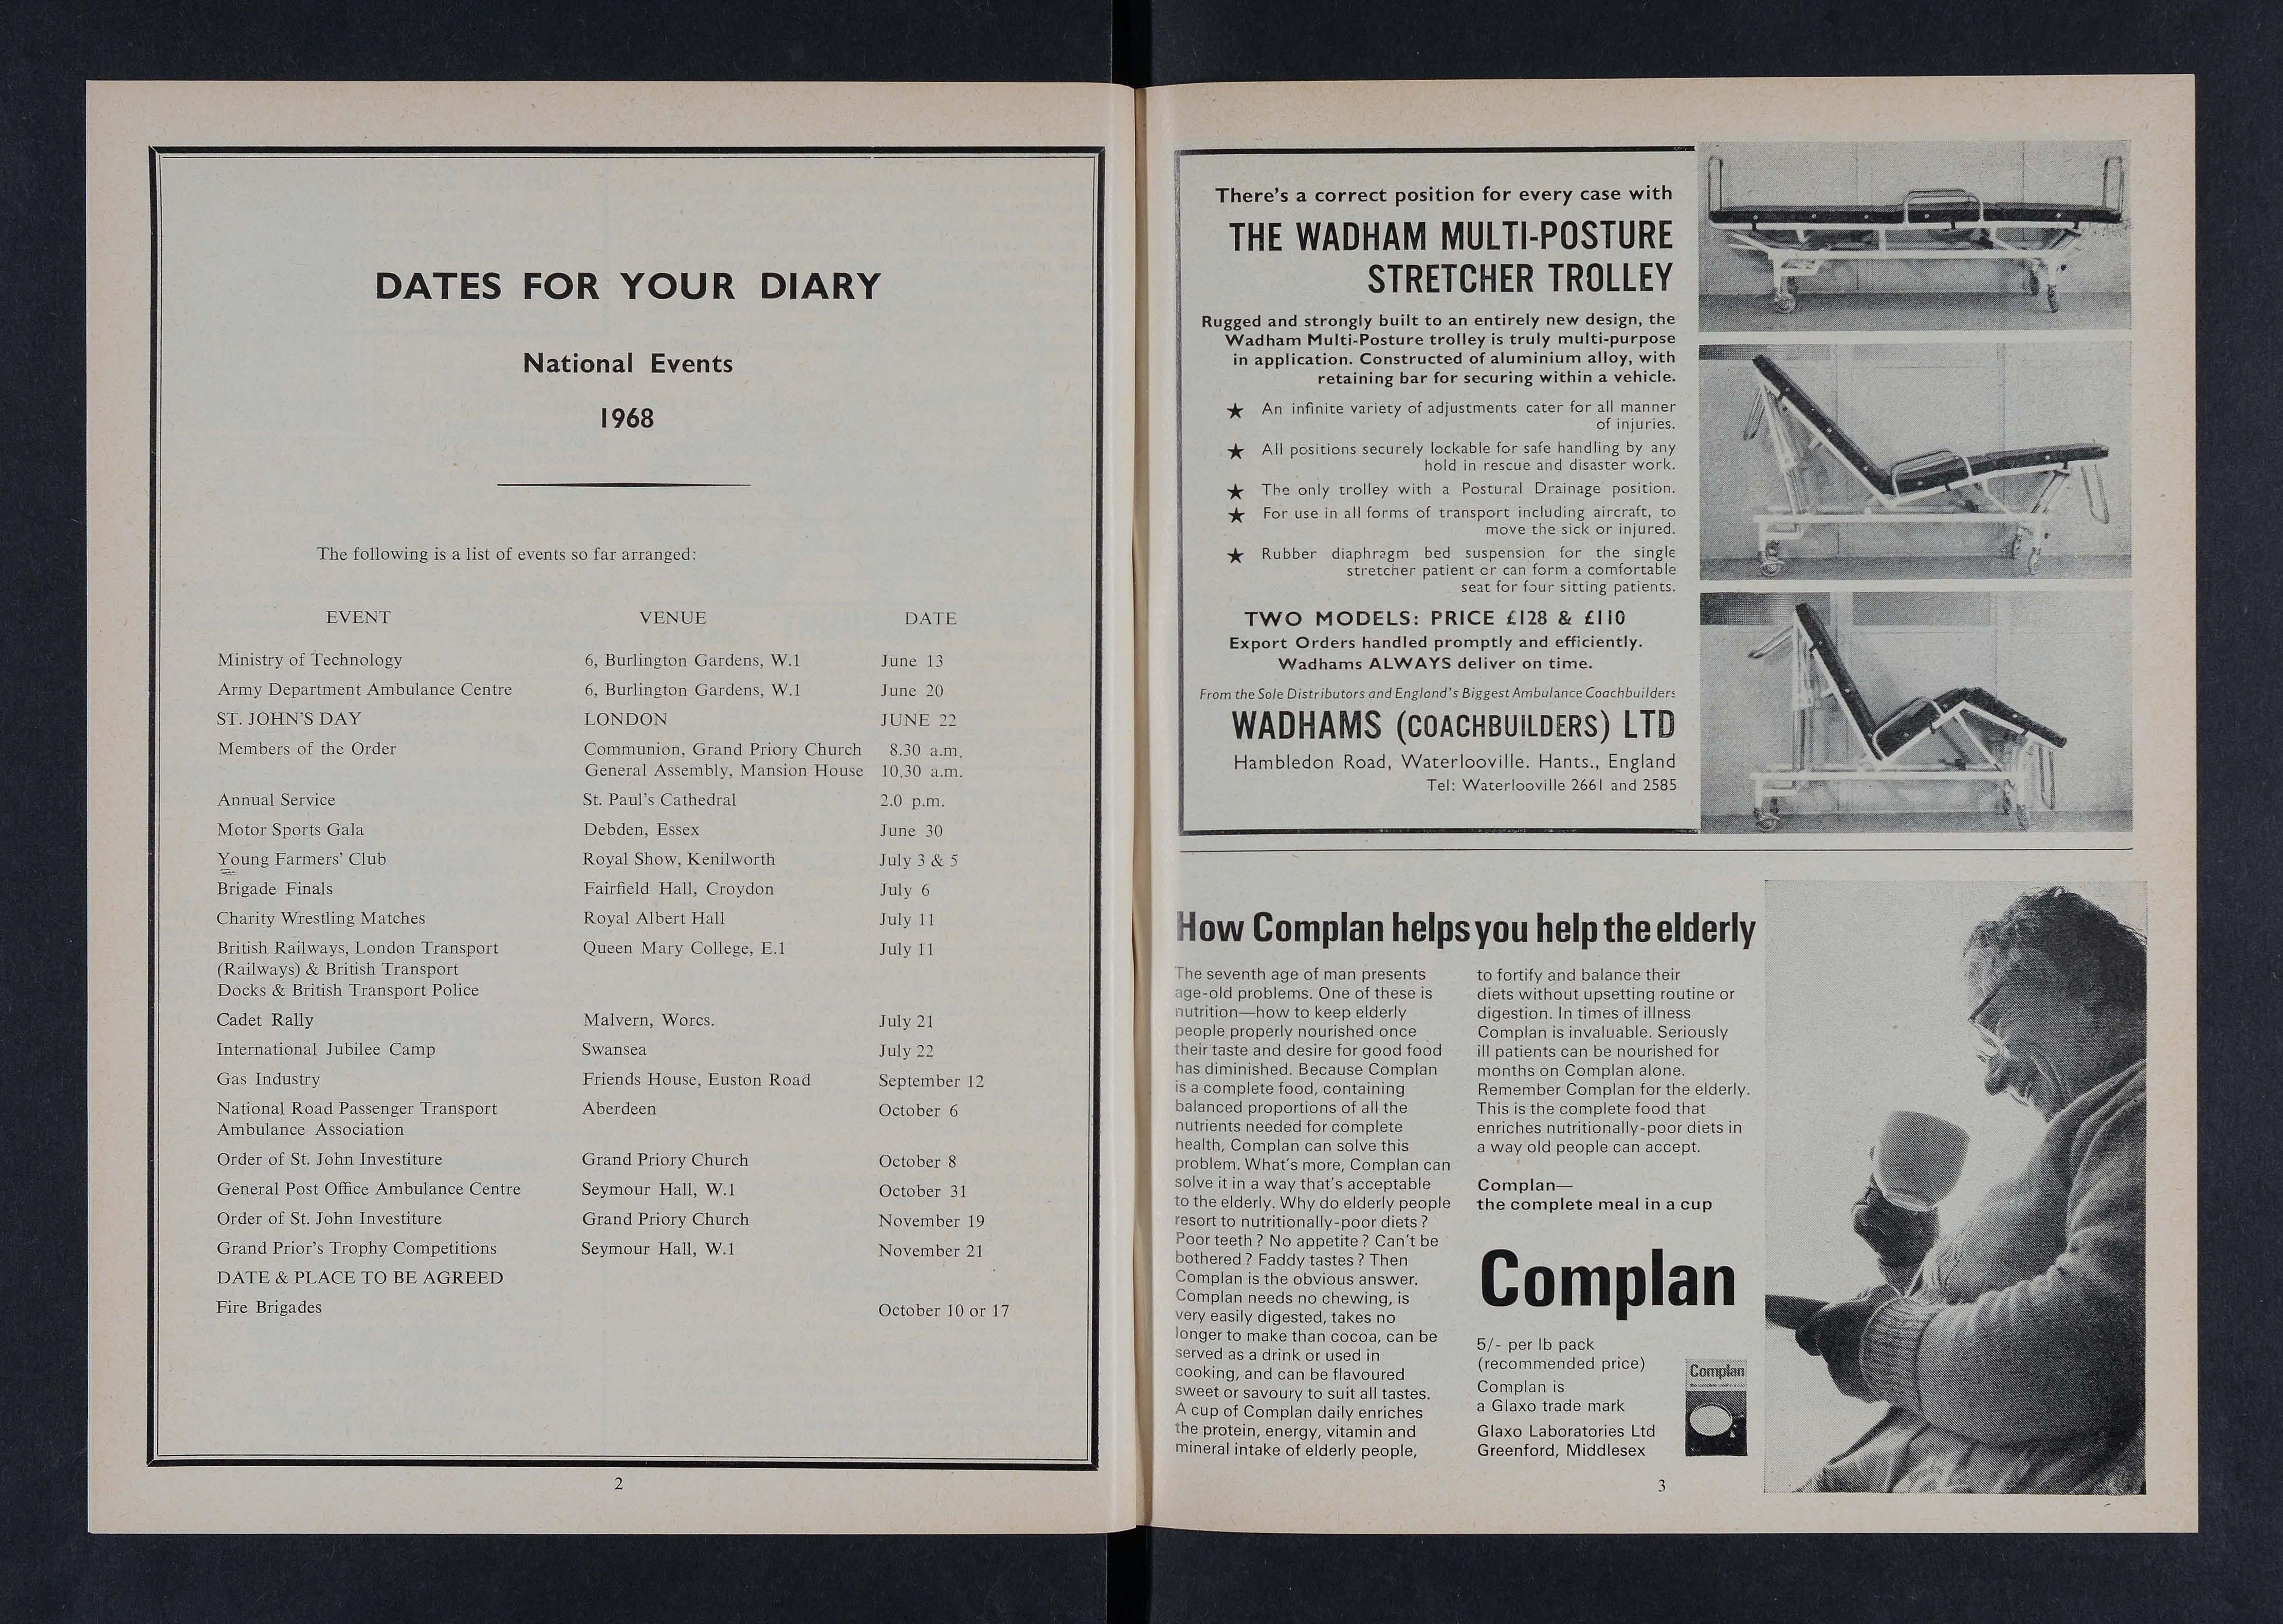 DATES FOR YOUR DIARY
National Events
1968
The following is a list of events so far arranged:
EVENT VENUE DATE
Ministry of Technology 6, Burlington Gardens, W.1 June 13
Army Department Ambulance Centre 6, Burlington Gardens, W.1 June 20
ST. JOHN'S DAY LONDON JUNE 22
Members of the Order Communion, Grand Priory Church 8.30 a.m.
General Assembly, Mansion House 10.30 a.m.
Annual Service St. Paul's Cathedral 2.0 p.m.
Motor Sports Gala Debden, Essex June 30
Young Farmers' Club Royal Show, Kenilworth July 3 & 5
Brigade Finals Fairfield Hall, Croydon July 6
Charity Wrestling Matches Royal Albert Hall July 11
British Railways, London Transport Queen Mary College, E.1 July 11
(Railways) & British Transport
Docks & British Transport Police
Cadet Rally Malvern, Worcs. July 21
International Jubilee Camp Swansea July 22
Gas Industry Friends House, Euston Road September 12
National Road Passenger Transport Aberdeen October 6
Ambulance Association
Order of St. John Investiture Grand Priory Church October 8
General Post Office Ambulance Centre Seymour Hall, W.1 October 31
Order of St. John Investiture Grand Priory Church November 19
Grand Prior's Trophy Competitions Seymour Hall, W.1 November 21
DATE & PLACE TO BE AGREED
Fire Brigades October 10 or 17
2
There's a correct position for every case with
THE WADHAM MULTI-POSTURE
STRETCHER TROLLEY
Rugged and strongly built to an entirely new design, the
Wadham Multi-Posture trolley is truly multi-purpose
in application. Constructed of aluminium alloy, with
retaining bar for securing within a vehicle.
★ An infinite variety of adjustments cater for all manner
of injuries.
★ All positions securely lockable for safe handling by any
hold in rescue and disaster work.
★ The only trolley with a Postural Drainage position.
★ For use in all forms of transport including aircraft, to
move the sick or injured.
★ Rubber diaphragm bed suspension for the single
stretcher patient or can form a comfortable
seat for four sitting patients.
TWO MODELS: PRICE £128 & £110
Export Orders handled promptly and efficiently.
Wadhams ALWAYS deliver on time.
From the Sole Distributors and England's Biggest Ambulance Coachbuilders
WADHAMS (COACHBUILDERS) LTD
Hambledon Road, Waterlooville. Hants., England
Tel: Waterlooville 2661 and 2585
How Complan helps you help the elderly
The seventh age of man presents
age-old problems. One of these is
nutrition—how to keep elderly
people properly nourished once
their taste and desire for good food
has diminished. Because Complan
is a complete food, containing
balanced proportions of all the
nutrients needed for complete
health, Complan can solve this
problem. What's more, Complan can
solve it in a way that's acceptable
to the elderly. Why do elderly people
resort to nutritionally-poor diets?
Poor teeth? No appetite? Can't be
bothered? Faddy tastes? Then
Complan is the obvious answer.
Complan needs no chewing, is
very easily digested, takes no
longer to make than cocoa, can be
served as a drink or used in
cooking, and can be flavoured
sweet or savoury to suit all tastes.
A cup of Complan daily enriches
the protein, energy, vitamin and
mineral intake of elderly people,
to fortify and balance their
diets without upsetting routine or
digestion. In times of illness
Complan is invaluable. Seriously
ill patients can be nourished for
months on Complan alone.
Remember Complan for the elderly.
This is the complete food that
enriches nutritionally-poor diets in
a way old people can accept.
Complan—
the complete meal in a cup
Complan
5/- per lb pack
(recommended price)
Complan is
a Glaxo trade mark
Glaxo Laboratories Ltd
Greenford, Middlesex
Complan
3